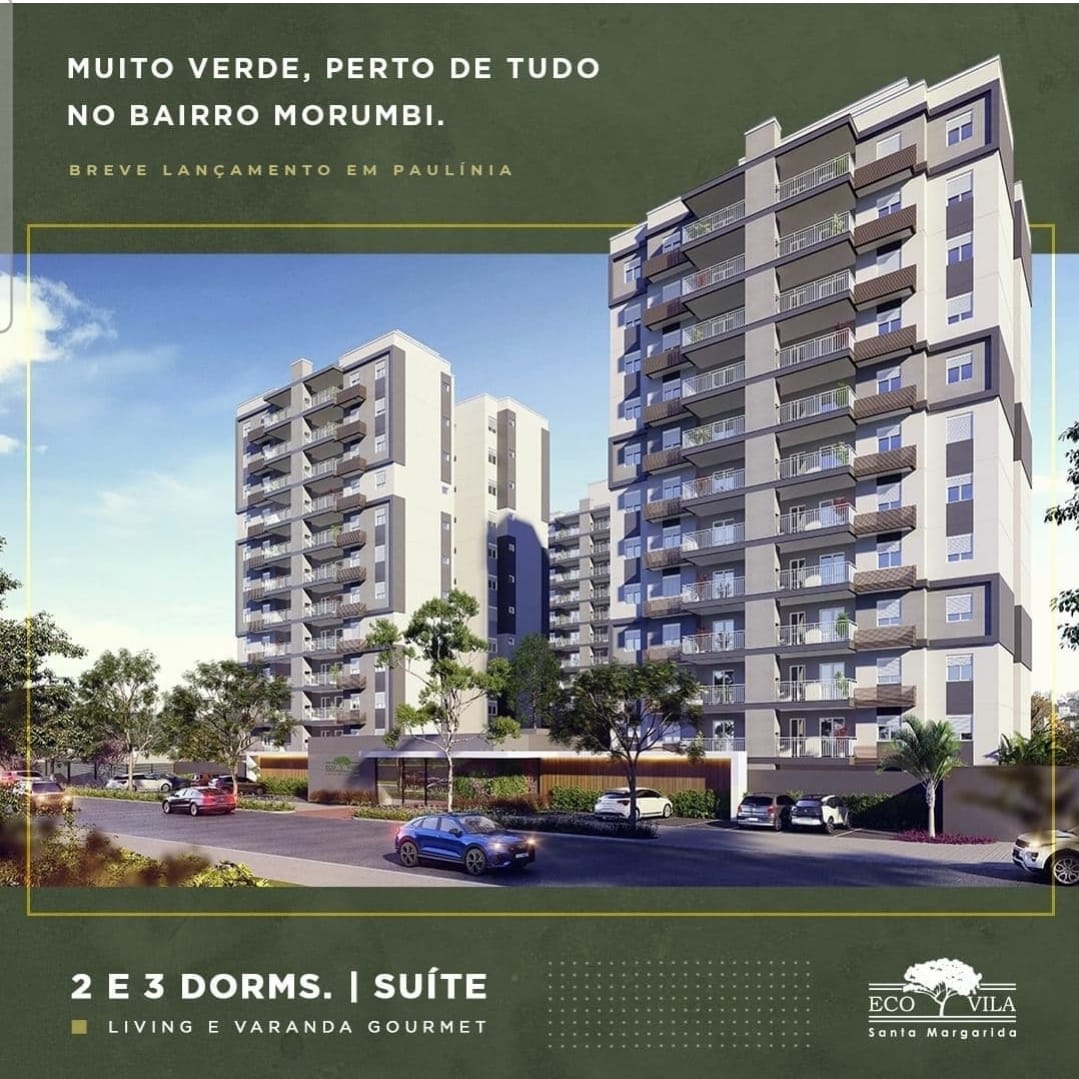 MUITO VERDE, PERTO DE TUDO
NO BAIRRO MORUMBI.
BREVE LANÇAMENTO EM PAULÍNIA
2 E 3 DORMS. | SUÍTE
LIVING E VARANDA GOURMET
ECO VILA
Santa Margarida